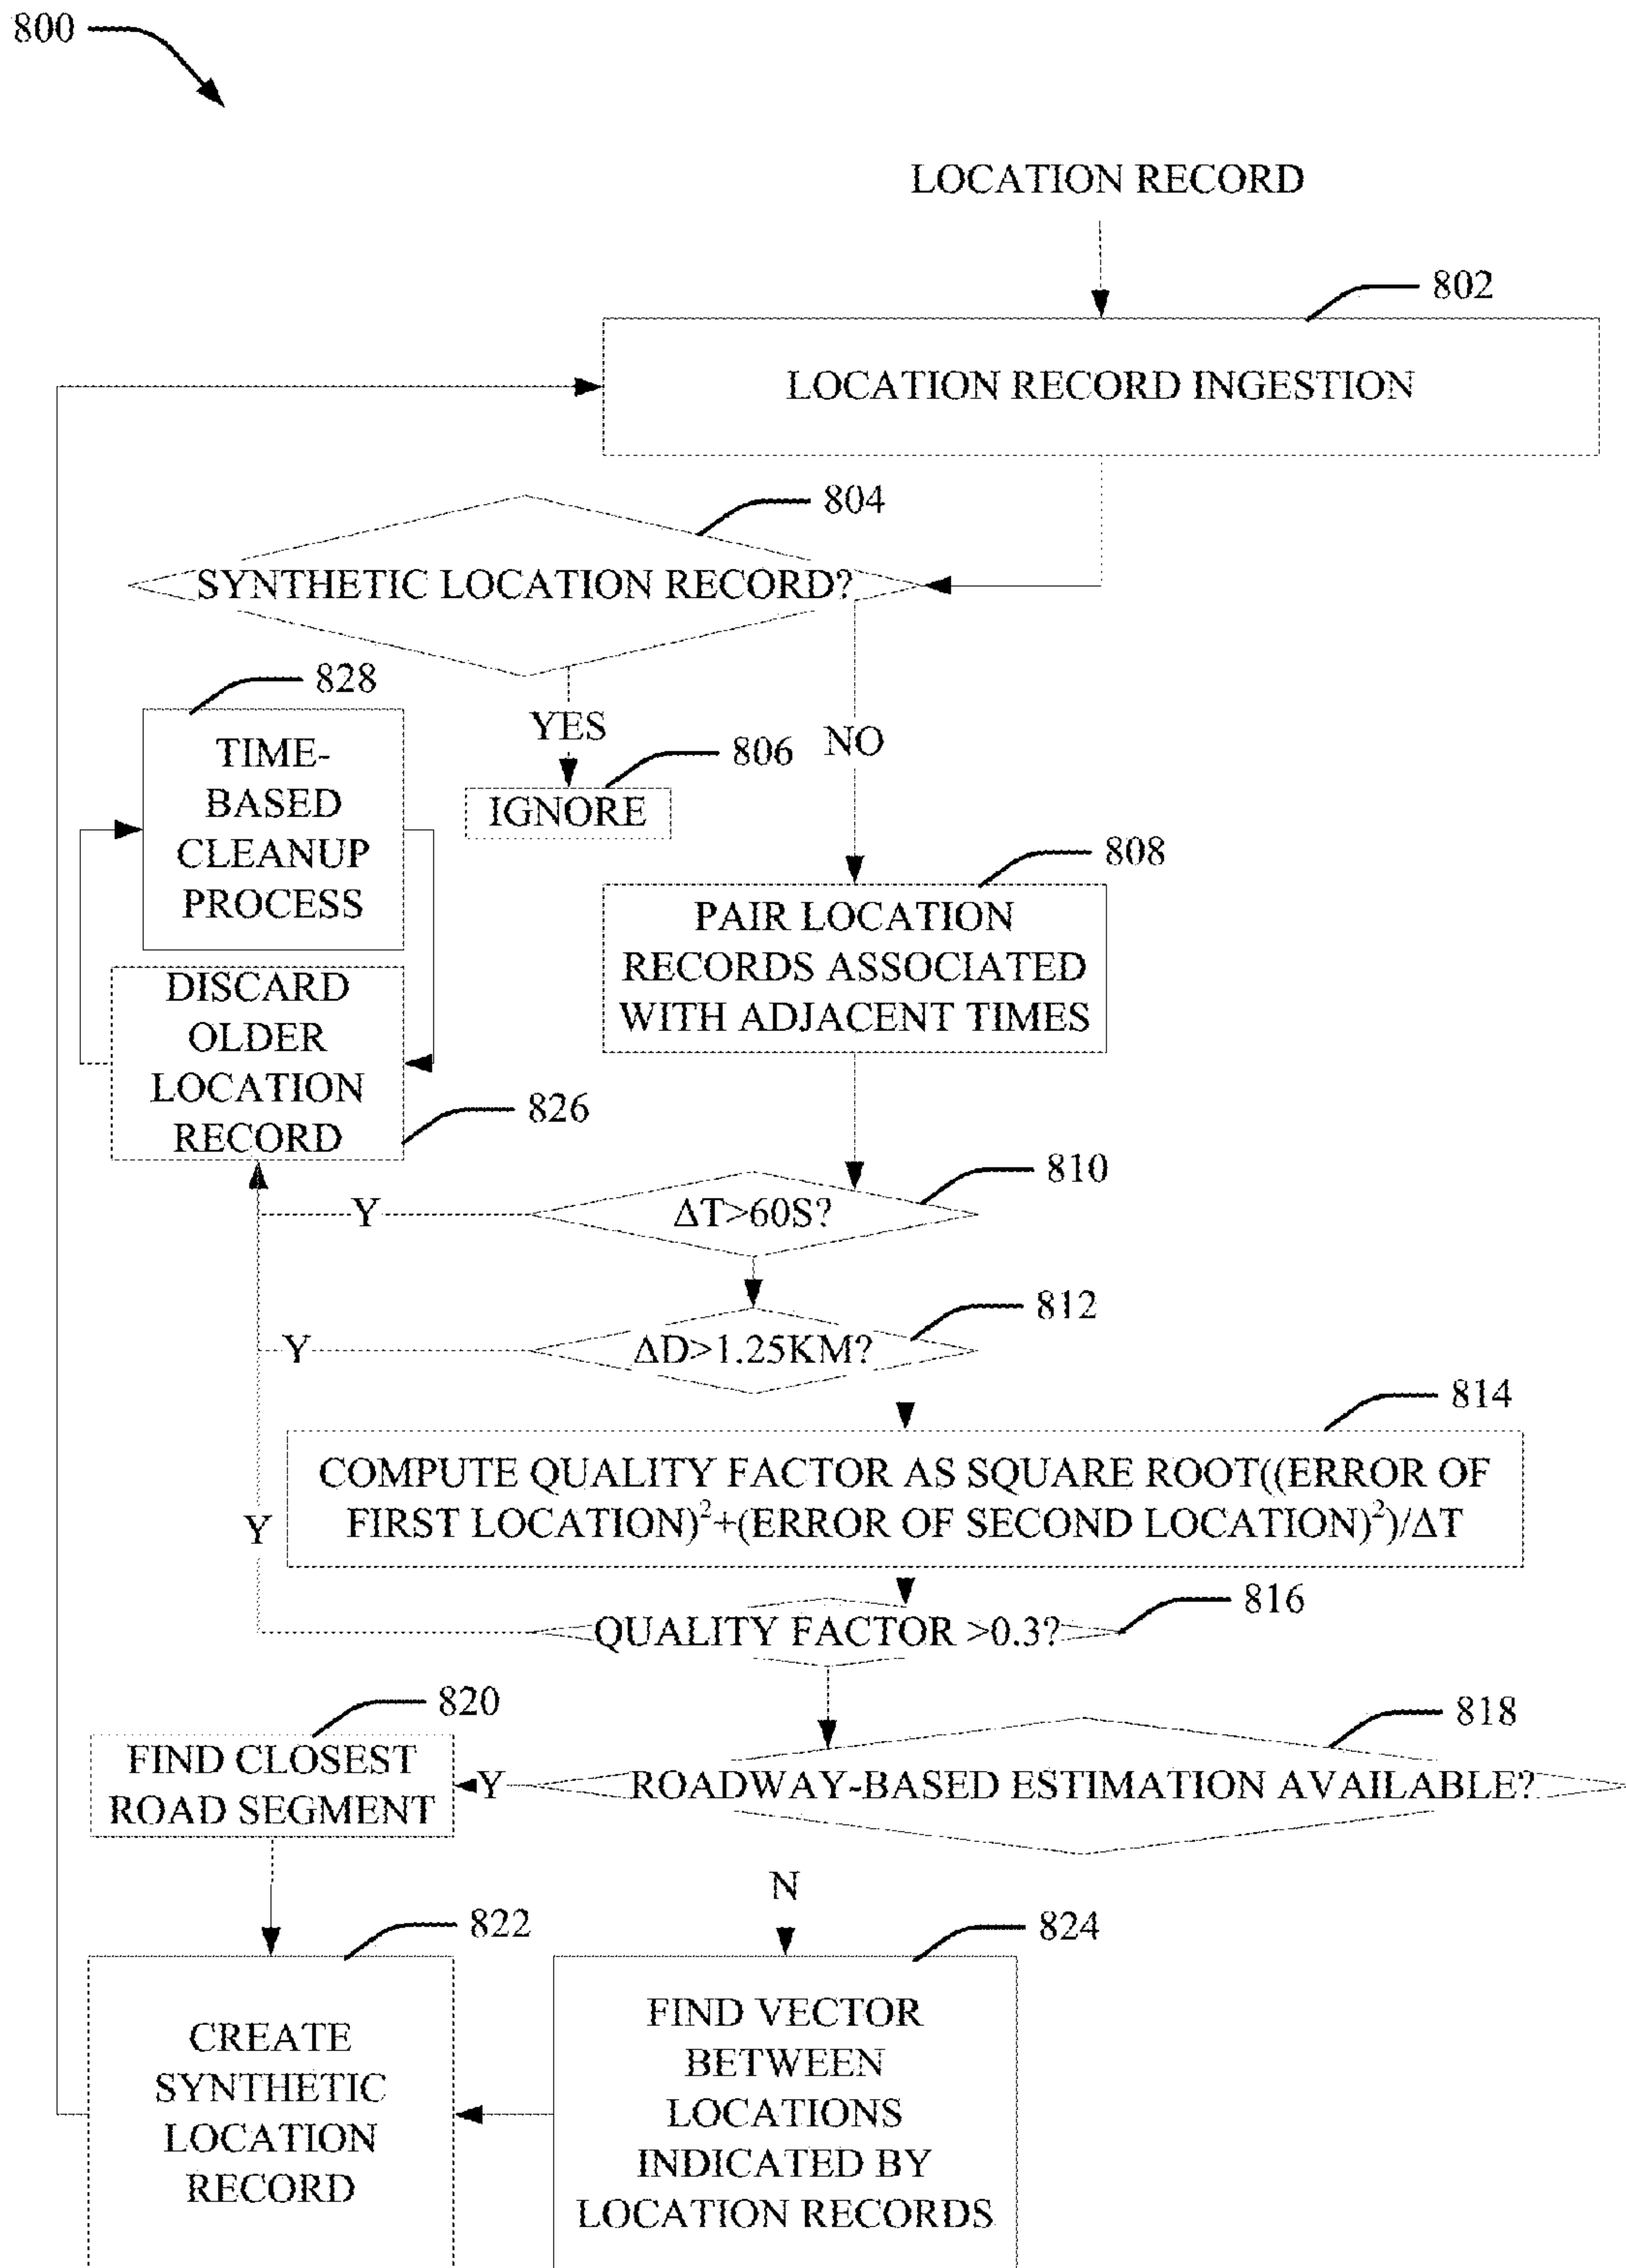 800
LOCATION RECORD
802
LOCATION RECORD INGESTION
804
SYNTHETIC LOCATION RECORD?
828
TIME-
BASED
CLEANUP
PROCESS
YES
NO
806
IGNORE
808
PAIR LOCATION
RECORDS ASSOCIATED
WITH ADJACENT TIMES
DISCARD
OLDER
LOCATION
RECORD
826
810
Y
ΔT>60S?
812
Y
ΔD>1.25KM?
814
COMPUTE QUALITY FACTOR AS SQUARE ROOT((ERROR OF
FIRST LOCATION)²+(ERROR OF SECOND LOCATION)²)/ΔT
Y
816
QUALITY FACTOR >0.3?
820
818
FIND CLOSEST
ROAD SEGMENT
Y
ROADWAY-BASED ESTIMATION AVAILABLE?
N
822
824
CREATE
SYNTHETIC
LOCATION
RECORD
FIND VECTOR
BETWEEN
LOCATIONS
INDICATED BY
LOCATION RECORDS